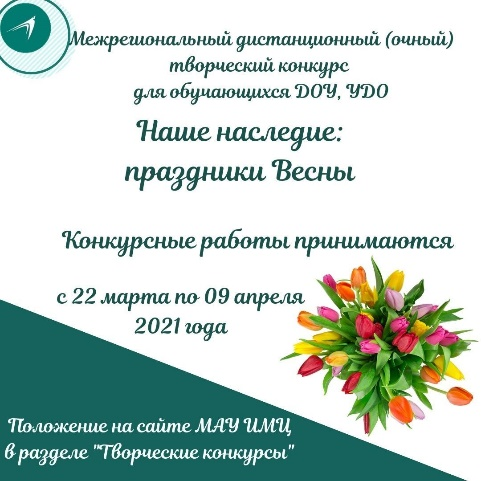 Межрегиональный дистанционный (очный)
творческий конкурс
для обучающихся ДОУ, УДО
Наше наследие:
праздники Весны
Конкурсные работы принимаются
с 22 марта по 09 апреля
2021 года
Положение на сайте МАУ ИМЦ
в разделе "Творческие конкурсы"